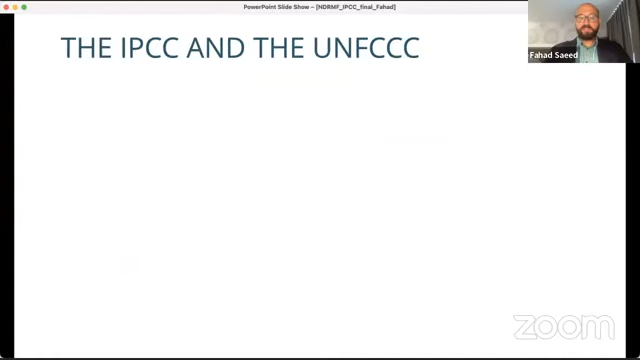 PowerPoint Slide Show – [NDRMF_IPCC_final_Fahad]
THE IPCC AND THE UNFCCC
Fahad Saeed
zoom